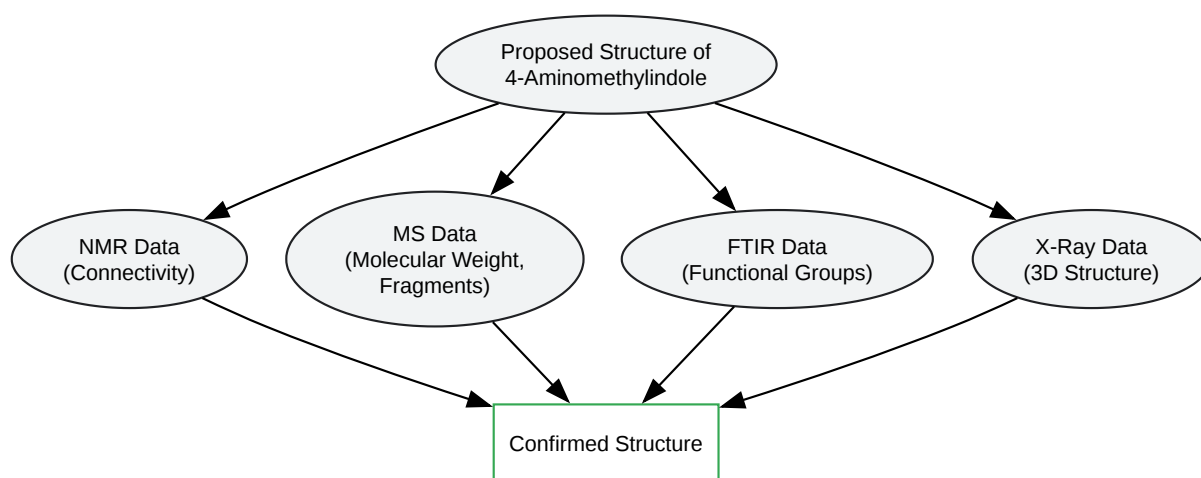 Proposed Structure of
4-Aminomethylindole
NMR Data
(Connectivity)
MS Data
(Molecular Weight,
Fragments)
FTIR Data
(Functional Groups)
X-Ray Data
(3D Structure)
Confirmed Structure